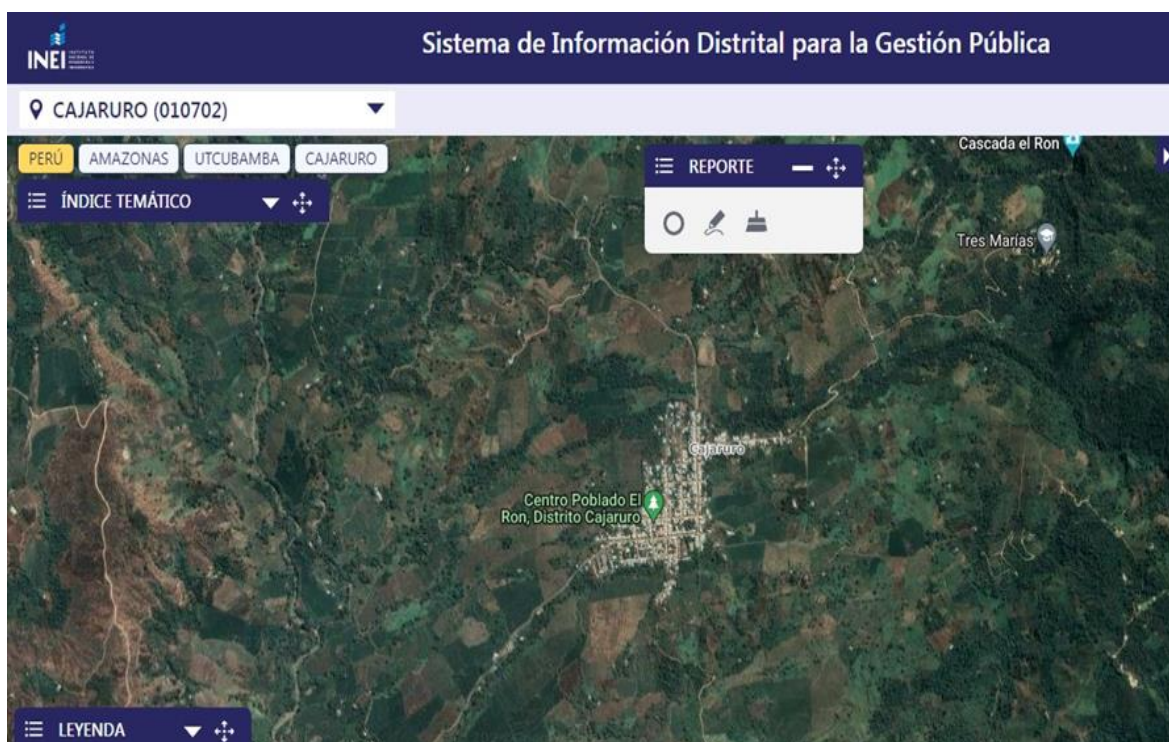 INEI
Sistema de Información Distrital para la Gestión Pública
CAJARURO (010702)
PERÚ
AMAZONAS
UTCUBAMBA
CAJARURO
ÍNDICE TEMÁTICO
REPORTE
Cascada el Ron
Tres Marías
Cajaruro
Centro Poblado El
Ron, Distrito Cajaruro
LEYENDA